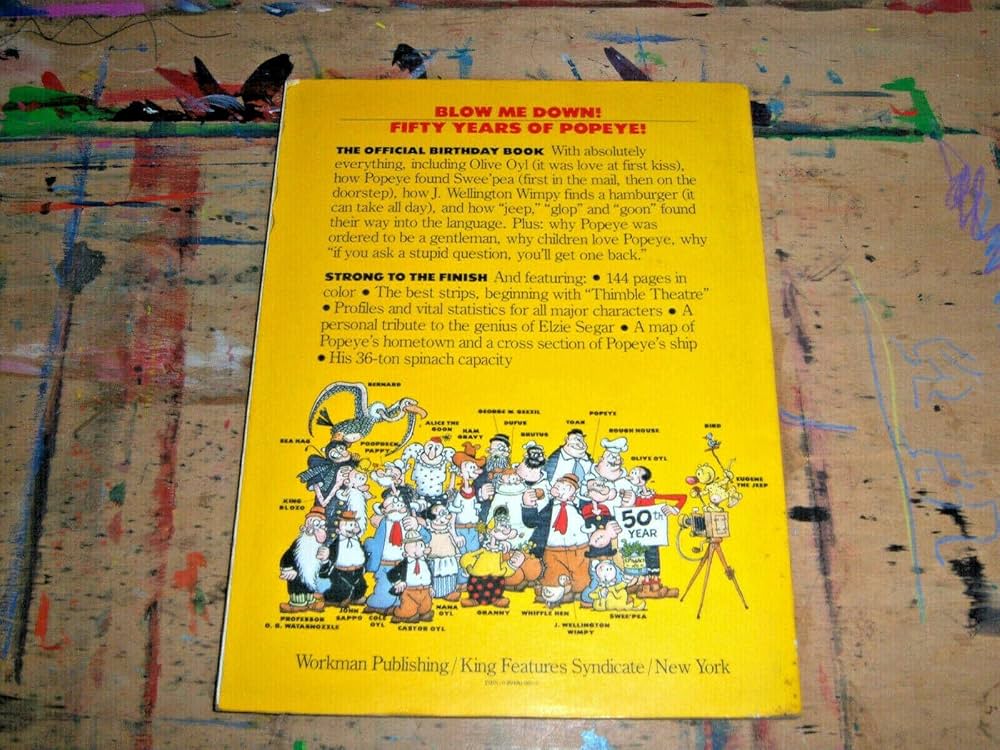 BLOW ME DOWN!
FIFTY YEARS OF POPEYE!
THE OFFICIAL BIRTHDAY BOOK With absolutely
everything, including Olive Oyl (it was love at first kiss),
how Popeye found Swee'pea (first in the mail, then on the
doorstep), how J. Wellington Wimpy finds a hamburger (it
can take all day), and how "jeep," "glop" and "goon" found
their way into the language. Plus: why Popeye was
ordered to be a gentleman, why children love Popeye, why
"if you ask a stupid question, you'll get one back."
STRONG TO THE FINISH And featuring: • 144 pages in
color • The best strips, beginning with "Thimble Theatre"
• Profiles and vital statistics for all major characters • A
personal tribute to the genius of Elzie Segar • A map of
Popeye's hometown and a cross section of Popeye's ship
• His 36-ton spinach capacity
BERNARD
GEORGE W. GEEZIL
POPEYE
ALICE THE
GOON
HAM
GRAVY
DUFUS
BRUTUS
TOAR
ROUGH HOUSE
BIRD
SEA HAG
POOPDECK
PAPPY
OLIVE OYL
EUGENE
THE JEEP
KING
BLOZO
50th
YEAR
PROFESSOR
O. G. WATASNOZZLE
JOHN
SAPPO
COLE
OYL
CASTOR OYL
NANA
OYL
GRANNY
WHIFFLE HEN
J. WELLINGTON
WIMPY
SWEE'PEA
Workman Publishing/King Features Syndicate/New York